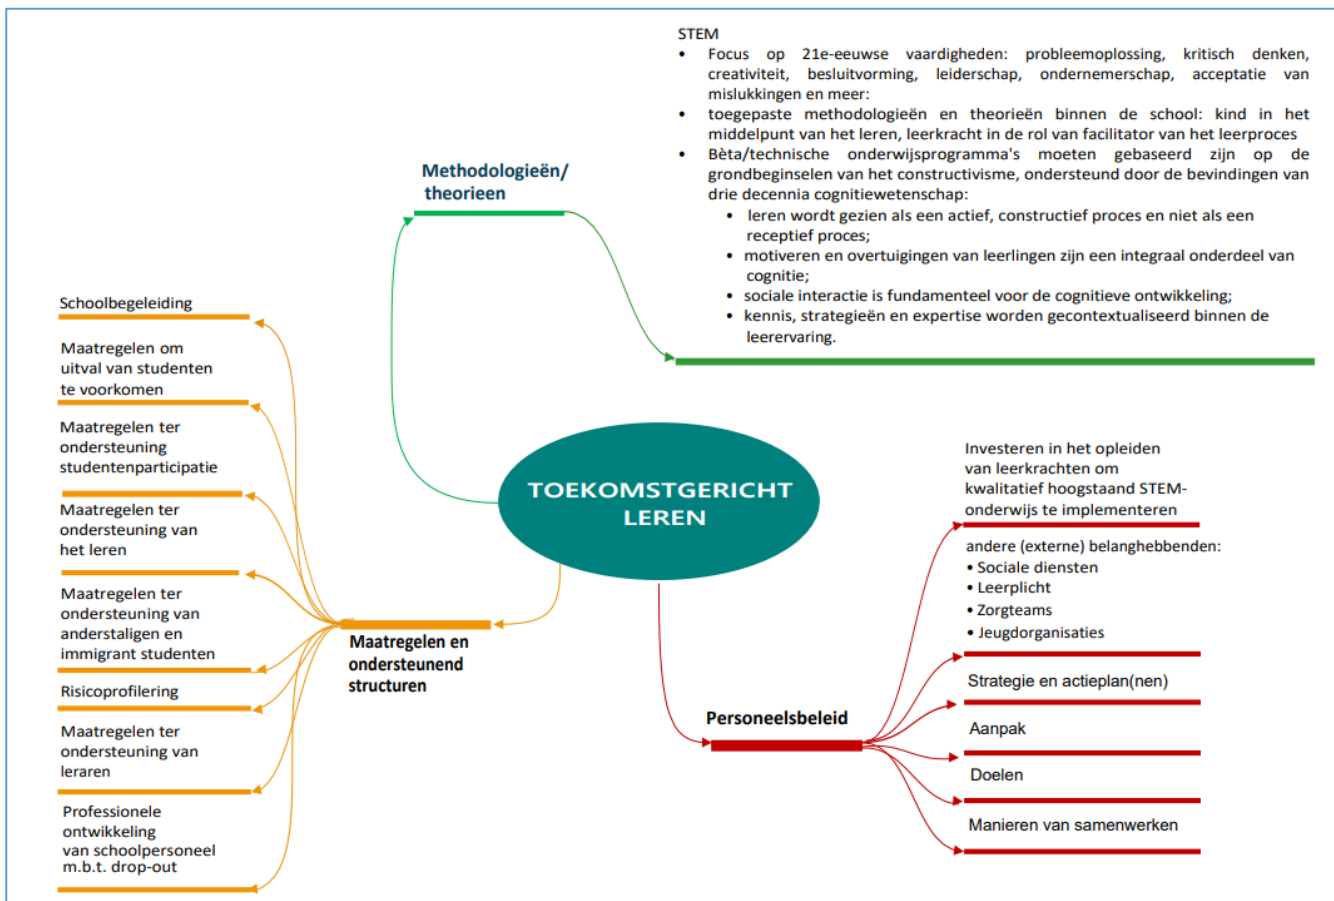 STEM
• Focus op 21e-eeuwse vaardigheden: probleemoplossing, kritisch denken,
creativiteit, besluitvorming, leiderschap, ondernemerschap, acceptatie van
mislukkingen en meer:
• toegepaste methodologieën en theorieën binnen de school: kind in het
middelpunt van het leren, leerkracht in de rol van facilitator van het leerproces
• Bèta/technische onderwijsprogramma's moeten gebaseerd zijn op de
grondbeginselen van het constructivisme, ondersteund door de bevindingen van
drie decennia cognitiewetenschap:
• leren wordt gezien als een actief, constructief proces en niet als een
receptief proces;
• motiveren en overtuigingen van leerlingen zijn een integraal onderdeel van
cognitie;
• sociale interactie is fundamenteel voor de cognitieve ontwikkeling;
• kennis, strategieën en expertise worden gecontextualiseerd binnen de
leerervaring.
Methodologieën/
theorieen
Schoolbegeleiding
Maatregelen om
uitval van studenten
te voorkomen
Maatregelen ter
ondersteuning
studentenparticipatie
Maatregelen ter
ondersteuning van
het leren
Maatregelen ter
ondersteuning van
anderstaligen en
immigrant studenten
Risicoprofilering
Maatregelen ter
ondersteuning van
leraren
Professionele
ontwikkeling
van schoolpersoneel
m.b.t. drop-out
Maatregelen en
ondersteunend
structuren
TOEKOMSTGERICHT
LEREN
Personeelsbeleid
Investeren in het opleiden
van leerkrachten om
kwalitatief hoogstaand STEM-
onderwijs te implementeren
andere (externe) belanghebbenden:
• Sociale diensten
• Leerplicht
• Zorgteams
• Jeugdorganisaties
Strategie en actieplan(nen)
Aanpak
Doelen
Manieren van samenwerken